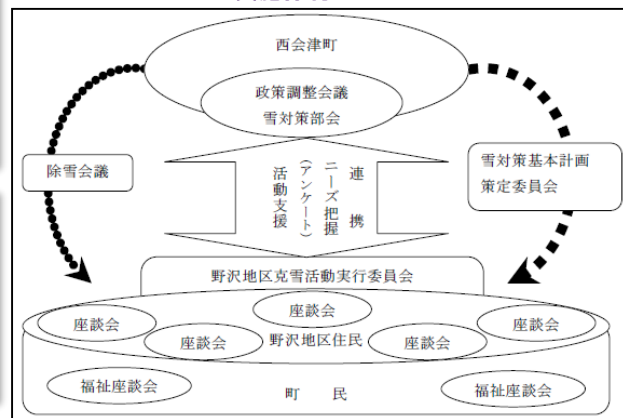 西会津町
政策調整会議
雪対策部会
除雪会議
雪対策基本計画
策定委員会
連携
ニーズ把握
(アンケート)
活動支援
野沢地区克雪活動実行委員会
座談会
座談会
座談会
座談会
野沢地区住民
座談会
福祉座談会
町民
福祉座談会